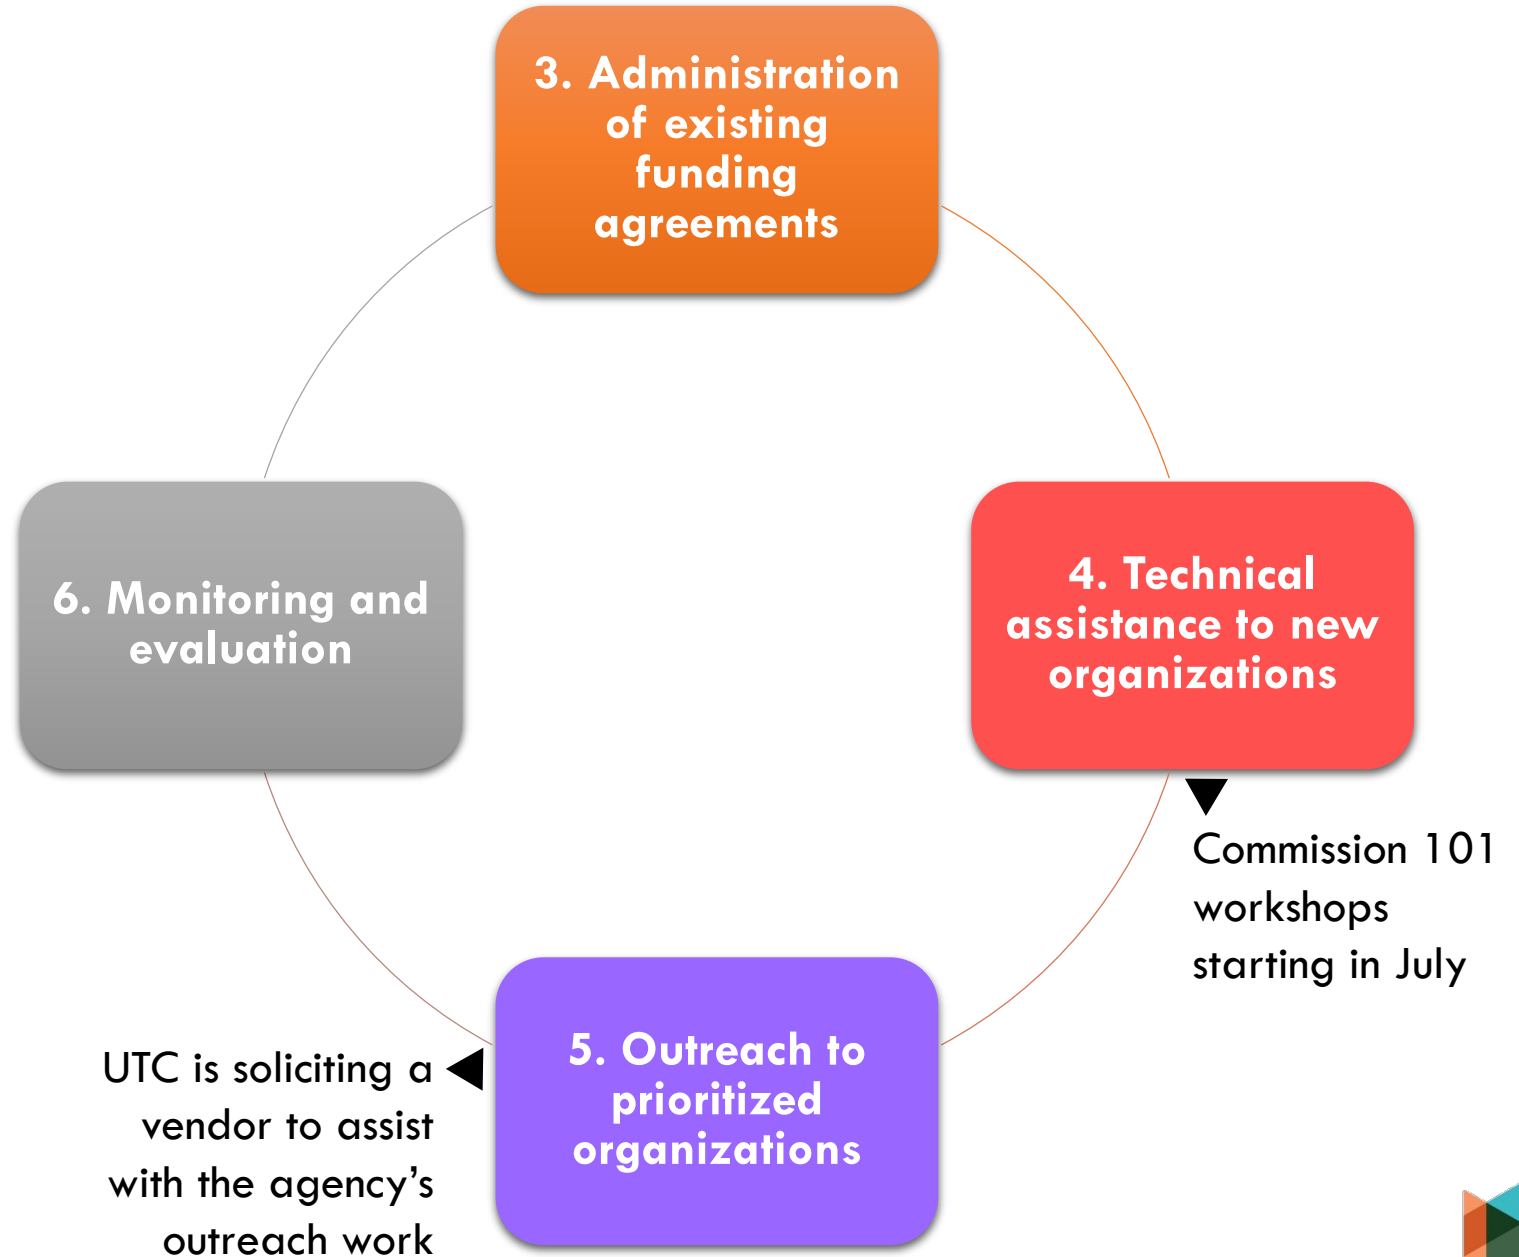 3. Administration
of existing
funding
agreements
6. Monitoring and
evaluation
4. Technical
assistance to new
organizations
Commission 101
workshops
starting in July
5. Outreach to
prioritized
organizations
UTC is soliciting a
vendor to assist
with the agency’s
outreach work